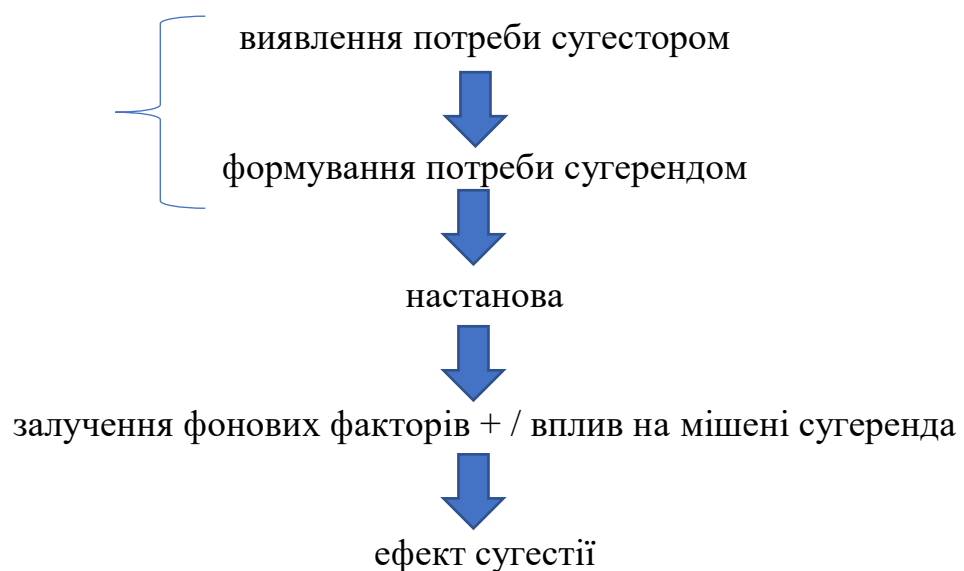 виявлення потреби сугестором
формування потреби сугерендом
настанова
залучення фонових факторів + / вплив на мішені сугеренда
ефект сугестії